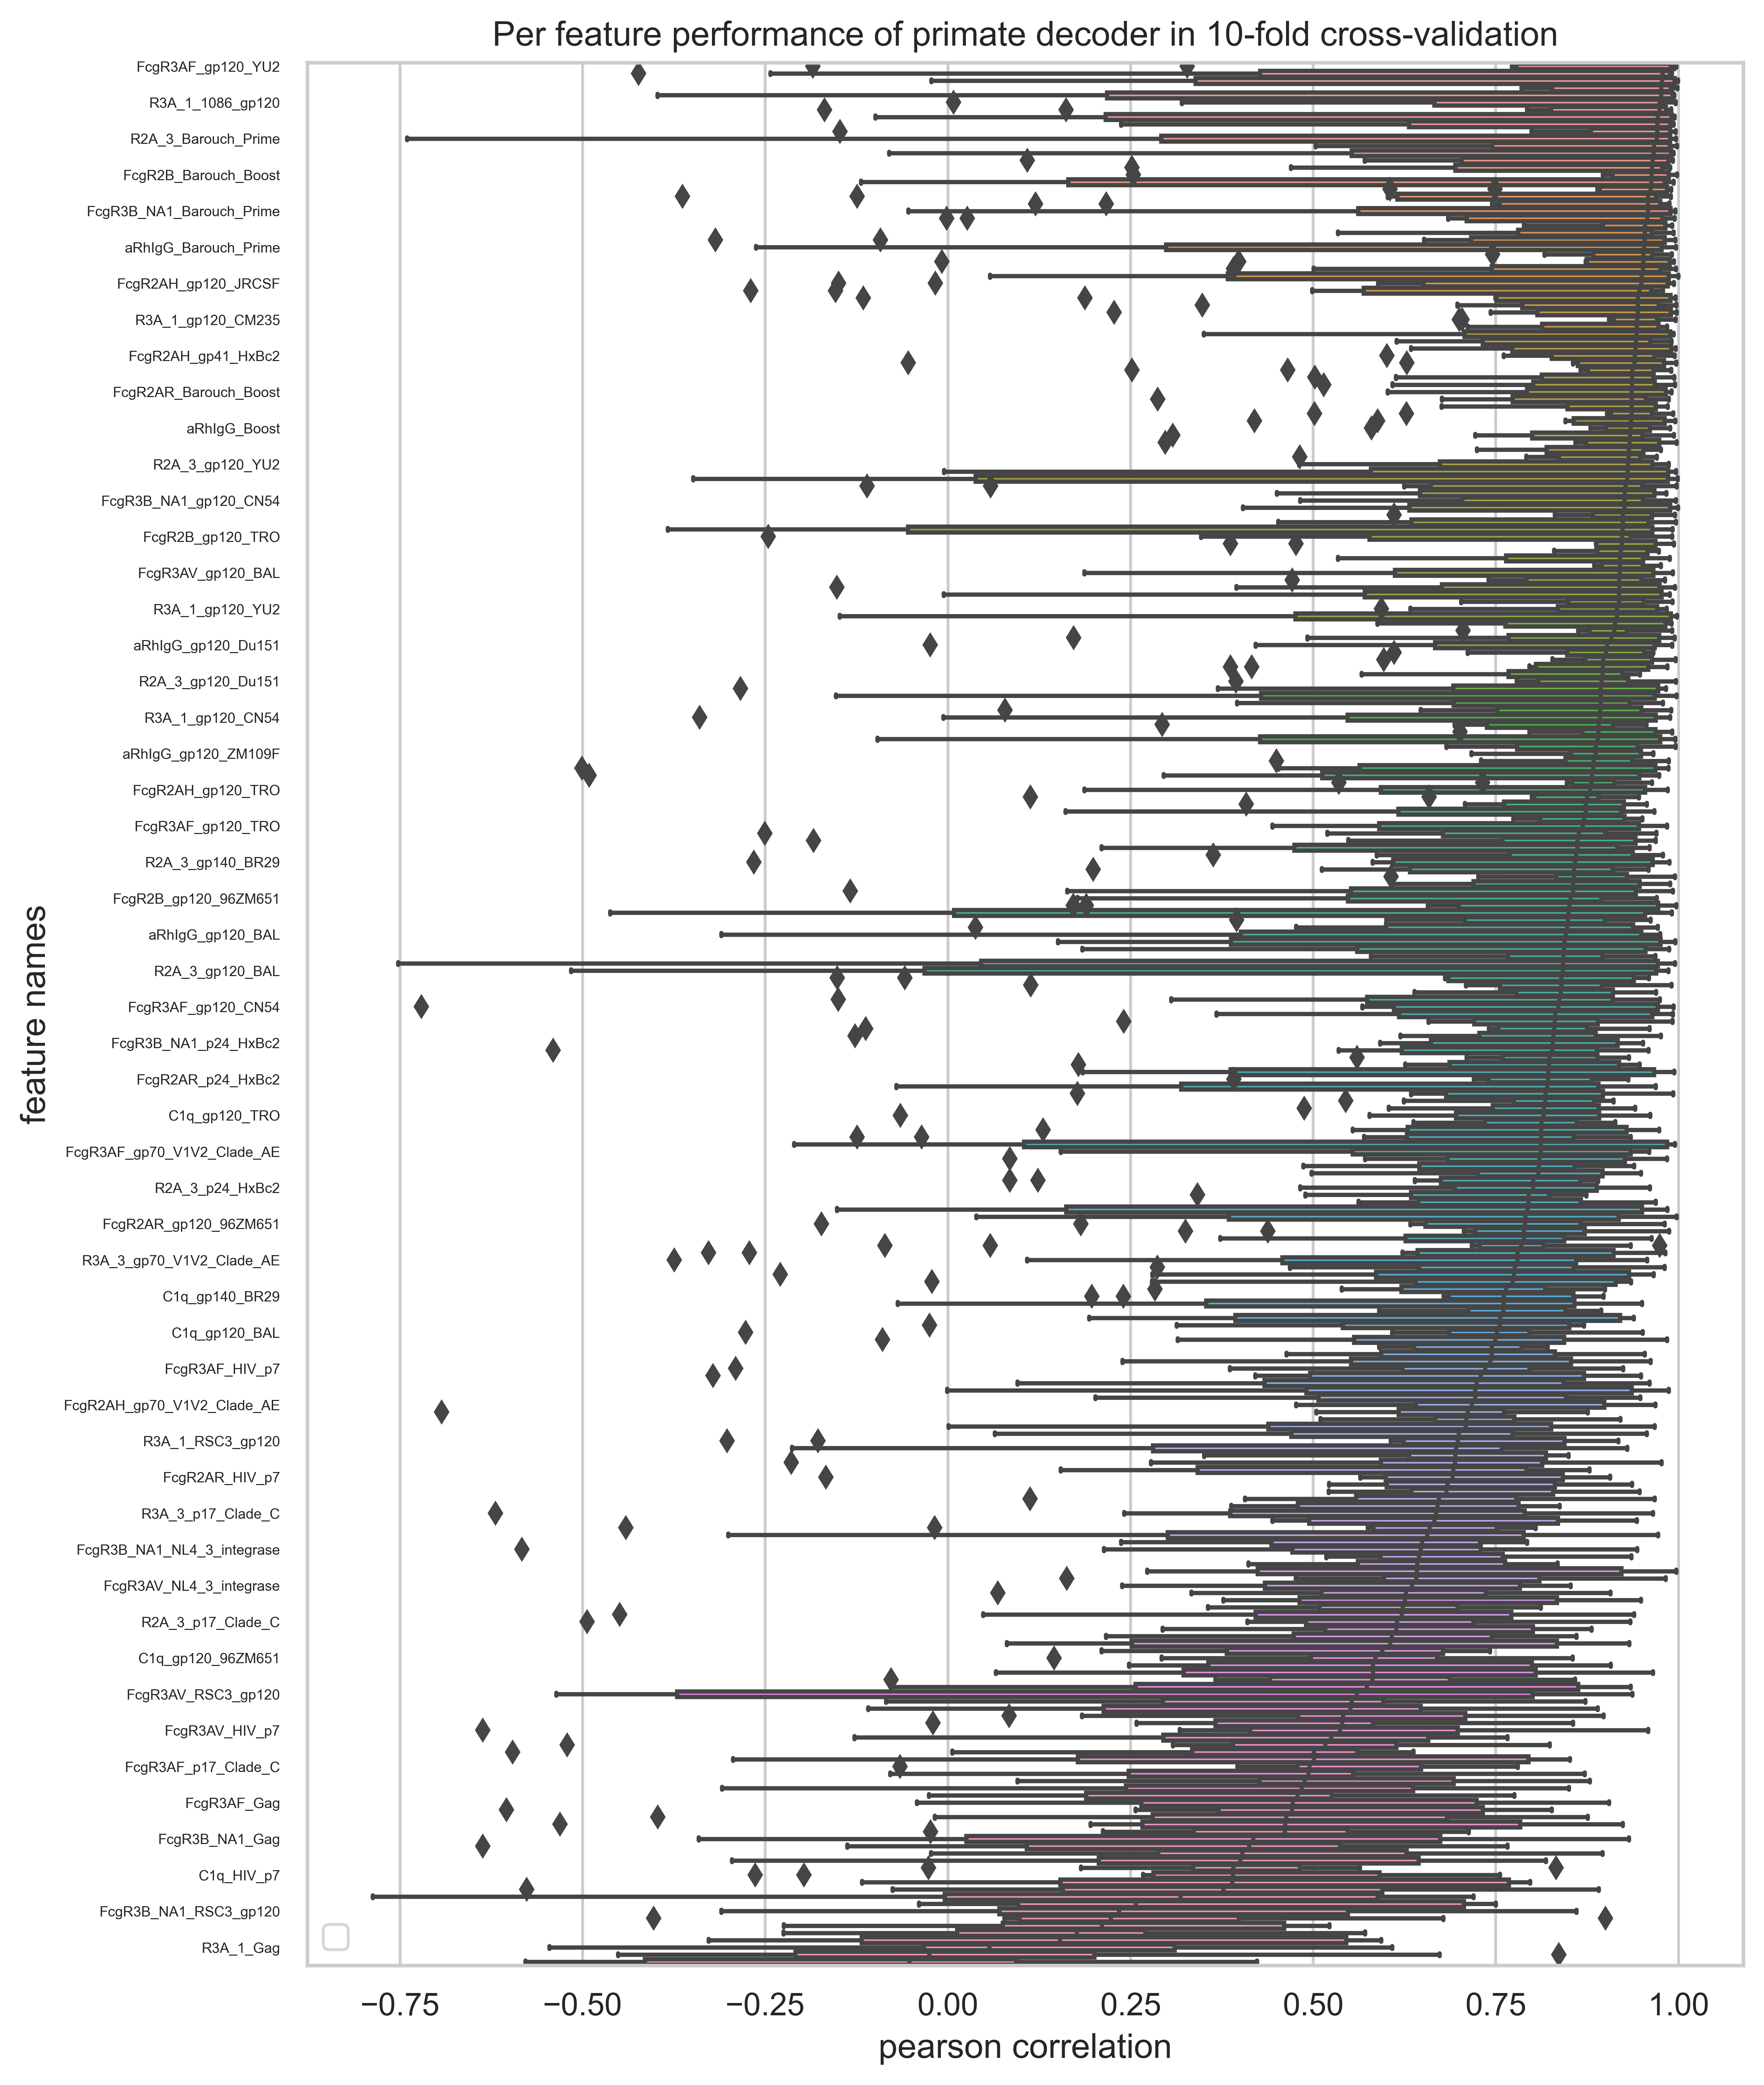 Per feature performance of primate decoder in 10-fold cross-validation
FcgR3AF_gp120_YU2
R3A_1_1086_gp120
R2A_3_Barouch_Prime
FcgR2B_Barouch_Boost
FcgR3B_NA1_Barouch_Prime
aRhIgG_Barouch_Prime
FcgR2AH_gp120_JRCSF
R3A_1_gp120_CM235
FcgR2AH_gp41_HxBc2
FcgR2AR_Barouch_Boost
aRhIgG_Boost
R2A_3_gp120_YU2
FcgR3B_NA1_gp120_CN54
FcgR2B_gp120_TRO
FcgR3AV_gp120_BAL
R3A_1_gp120_YU2
aRhIgG_gp120_Du151
R2A_3_gp120_Du151
R3A_1_gp120_CN54
aRhIgG_gp120_ZM109F
FcgR2AH_gp120_TRO
FcgR3AF_gp120_TRO
R2A_3_gp140_BR29
FcgR2B_gp120_96ZM651
aRhIgG_gp120_BAL
R2A_3_gp120_BAL
FcgR3AF_gp120_CN54
FcgR3B_NA1_p24_HxBc2
FcgR2AR_p24_HxBc2
C1q_gp120_TRO
FcgR3AF_gp70_V1V2_Clade_AE
R2A_3_p24_HxBc2
FcgR2AR_gp120_96ZM651
R3A_3_gp70_V1V2_Clade_AE
C1q_gp140_BR29
C1q_gp120_BAL
FcgR3AF_HIV_p7
FcgR2AH_gp70_V1V2_Clade_AE
R3A_1_RSC3_gp120
FcgR2AR_HIV_p7
R3A_3_p17_Clade_C
FcgR3B_NA1_NL4_3_integrase
FcgR3AV_NL4_3_integrase
R2A_3_p17_Clade_C
C1q_gp120_96ZM651
FcgR3AV_RSC3_gp120
FcgR3AV_HIV_p7
FcgR3AF_p17_Clade_C
FcgR3AF_Gag
FcgR3B_NA1_Gag
C1q_HIV_p7
FcgR3B_NA1_RSC3_gp120
R3A_1_Gag
feature names
−0.75 −0.50 −0.25 0.00 0.25 0.50 0.75 1.00
pearson correlation